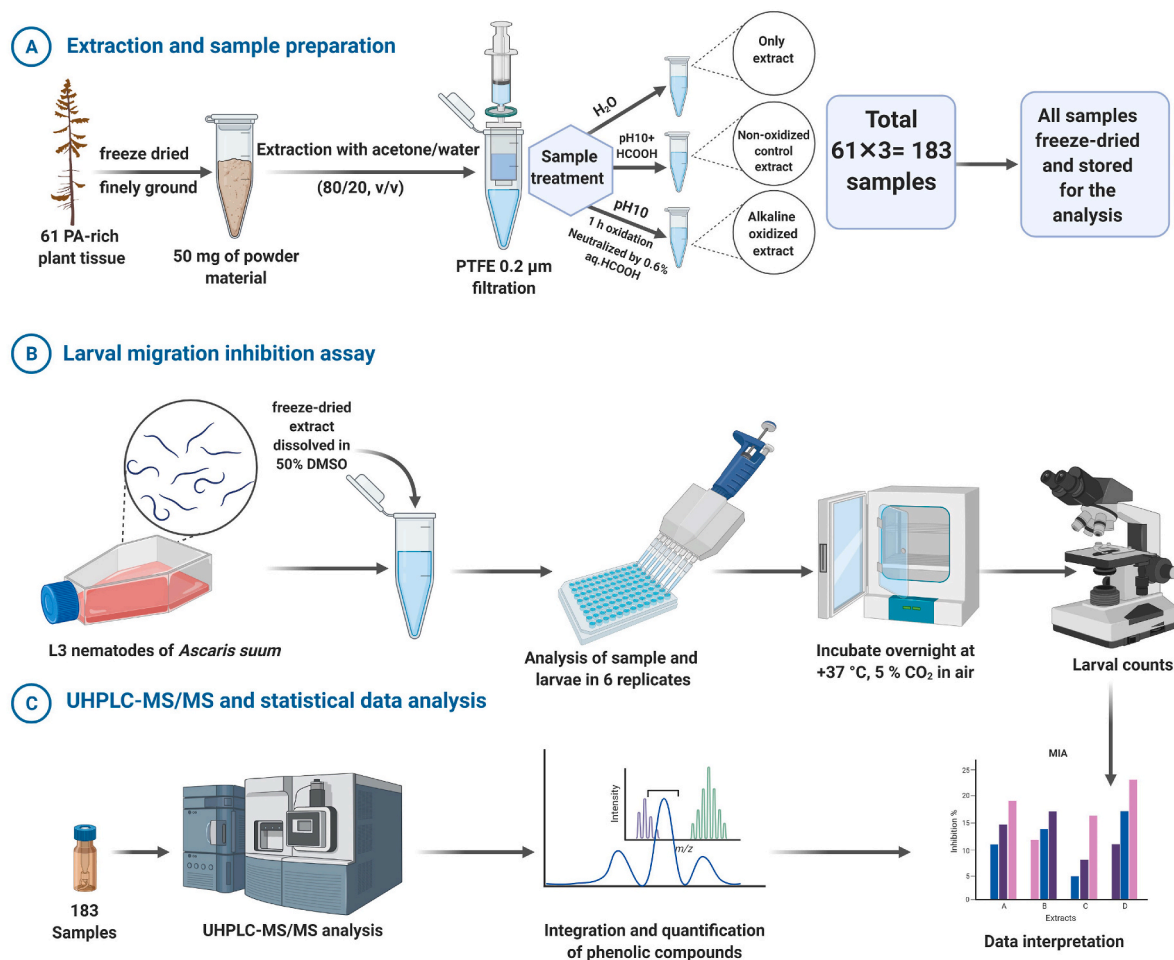 A Extraction and sample preparation
61 PA-rich
plant tissue
freeze dried
finely ground
50 mg of powder
material
Extraction with acetone/water
(80/20, v/v)
PTFE 0.2 µm
filtration
Sample
treatment
H₂O
pH10+
HCOOH
pH10
1 h oxidation
Neutralized by 0.6%
aq.HCOOH
Only
extract
Non-oxidized
control
extract
Alkaline
oxidized
extract
Total
61×3= 183
samples
All samples
freeze-dried
and stored
for the
analysis
B Larval migration inhibition assay
freeze-dried
extract
dissolved in
50% DMSO
L3 nematodes of Ascaris suum
Analysis of sample and
larvae in 6 replicates
Incubate overnight at
+37 °C, 5 % CO₂ in air
Larval counts
C UHPLC-MS/MS and statistical data analysis
183
Samples
UHPLC-MS/MS analysis
Intensity
m/z
Integration and quantification
of phenolic compounds
MIA
Inhibition %
25
20
15
10
5
0
A B C D
Extracts
Data interpretation